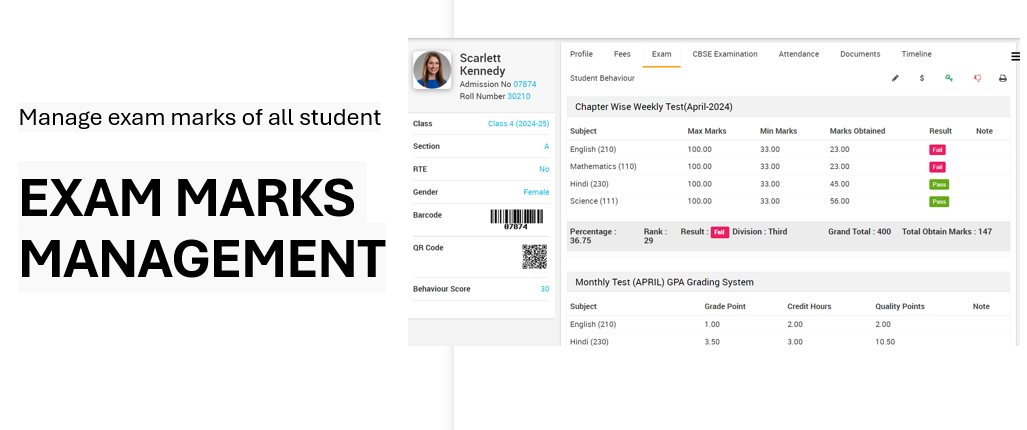 Manage exam marks of all student
EXAM MARKS
MANAGEMENT
Scarlett
Kennedy
Admission No 07874
Roll Number 30210
Class Class 4 (2024-25)
Section A
RTE No
Gender Female
Barcode
07874
QR Code
Behaviour Score 30
Profile Fees Exam CBSE Examination Attendance Documents Timeline
Student Behaviour $
Chapter Wise Weekly Test(April-2024)
Subject Max Marks Min Marks Marks Obtained Result Note
English (210) 100.00 33.00 23.00 Fail
Mathematics (110) 100.00 33.00 23.00 Fail
Hindi (230) 100.00 33.00 45.00 Pass
Science (111) 100.00 33.00 56.00 Pass
Percentage : Rank : Result : Fail Division : Third Grand Total : 400 Total Obtain Marks : 147
36.75 29
Monthly Test (APRIL) GPA Grading System
Subject Grade Point Credit Hours Quality Points Note
English (210) 1.00 2.00 2.00
Hindi (230) 3.50 3.00 10.50